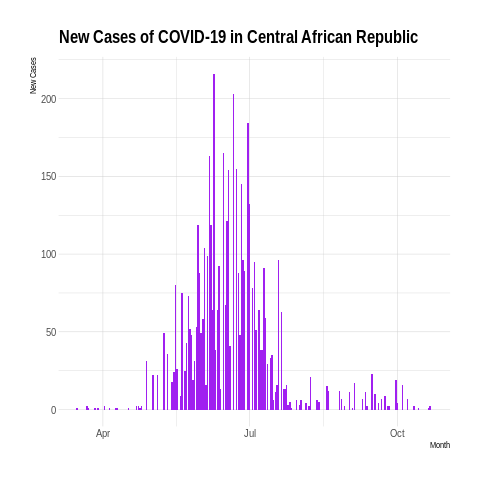 New Cases of COVID-19 in Central African Republic
New Cases
200
150
100
50
0
Apr
Jul
Oct
Month